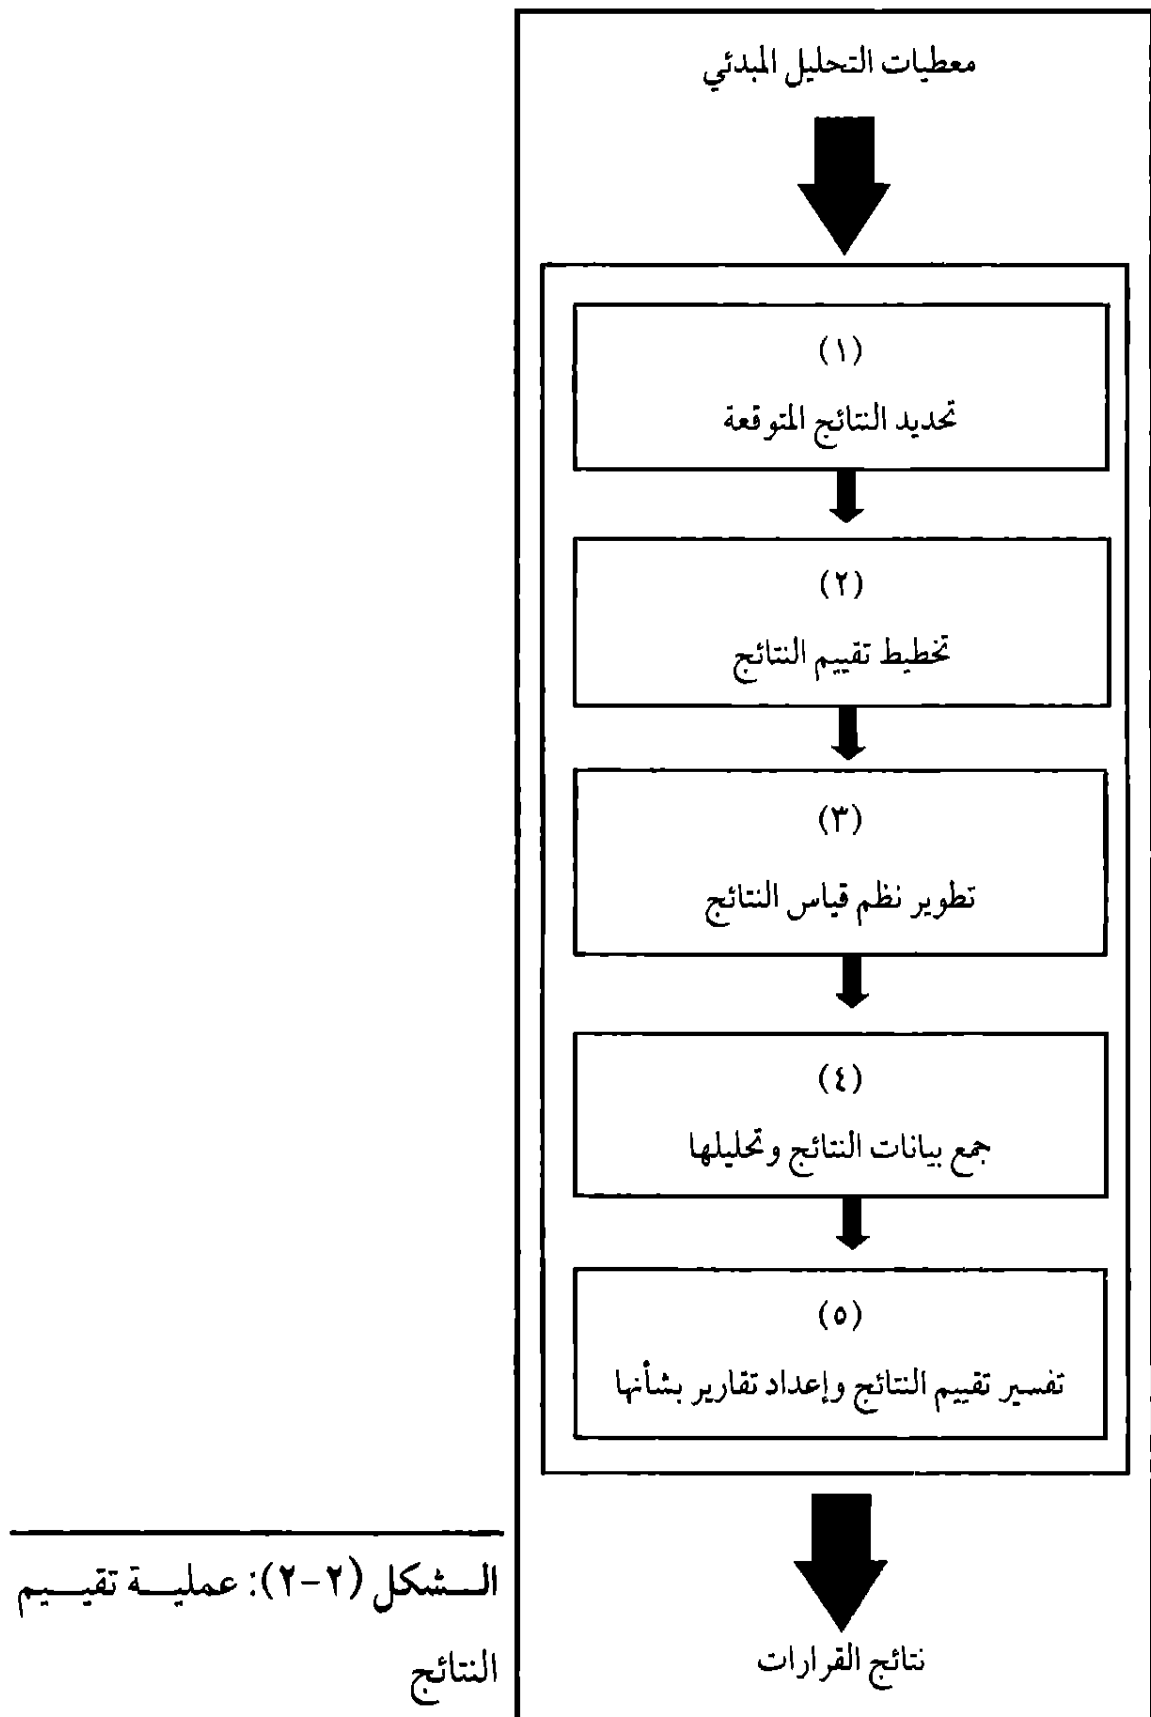 معطيات التحليل المبدئي
(١)
تحديد النتائج المتوقعة
(٢)
تخطيط تقييم النتائج
(٣)
تطوير نظم قياس النتائج
(٤)
جمع بيانات النتائج وتحليلها
(٥)
تفسير تقييم النتائج وإعداد تقارير بشأنها
نتائج القرارات
الشكل (٢-٢): عملية تقييم
النتائج